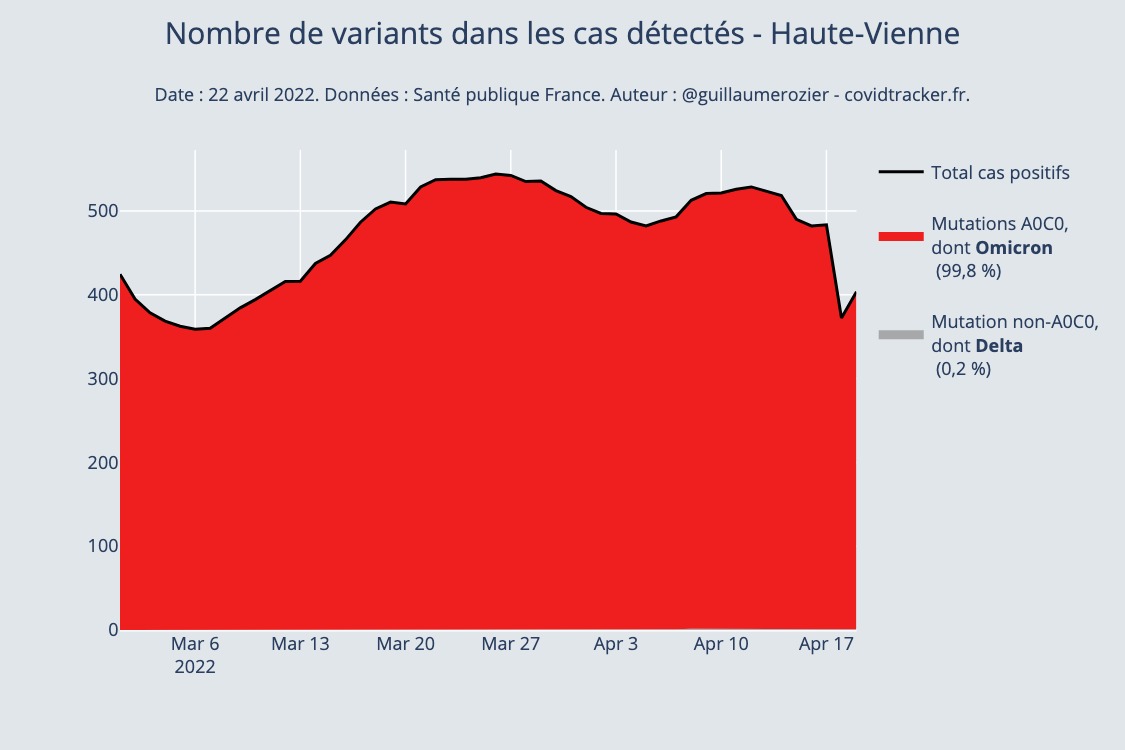 Nombre de variants dans les cas détectés - Haute-Vienne
Date : 22 avril 2022. Données : Santé publique France. Auteur : @guillaumerozier - covidtracker.fr.
Total cas positifs
Mutations A0C0,
dont Omicron
(99,8 %)
Mutation non-A0C0,
dont Delta
(0,2 %)
500
400
300
200
100
0
Mar 6 Mar 13 Mar 20 Mar 27 Apr 3 Apr 10 Apr 17
2022